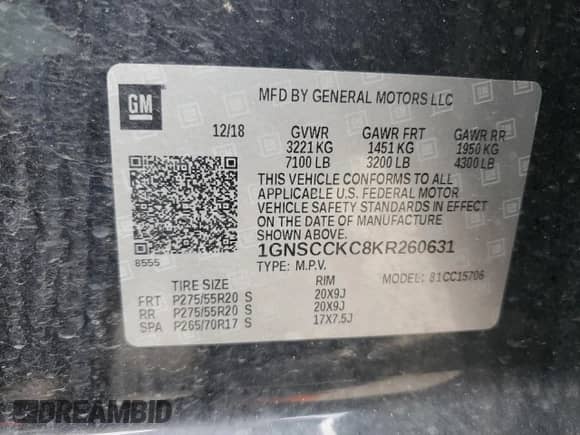 GM
MFD BY GENERAL MOTORS LLC
12/18 GVWR GAWR FRT GAWR RR
3221 KG 1451 KG 1950 KG
7100 LB 3200 LB 4300 LB
THIS VEHICLE CONFORMS TO ALL
APPLICABLE U.S. FEDERAL MOTOR
VEHICLE SAFETY STANDARDS IN EFFECT
ON THE DATE OF MANUFACTURE
SHOWN ABOVE.
8555
1GNSCCKC8KR260631
TYPE: M.P.V. MODEL: 81CC15706
TIRE SIZE RIM
FRT P275/55R20 S 20X9J
RR P275/55R20 S 20X9J
SPA P265/70R17 S 17X7.5J
DREAMBID